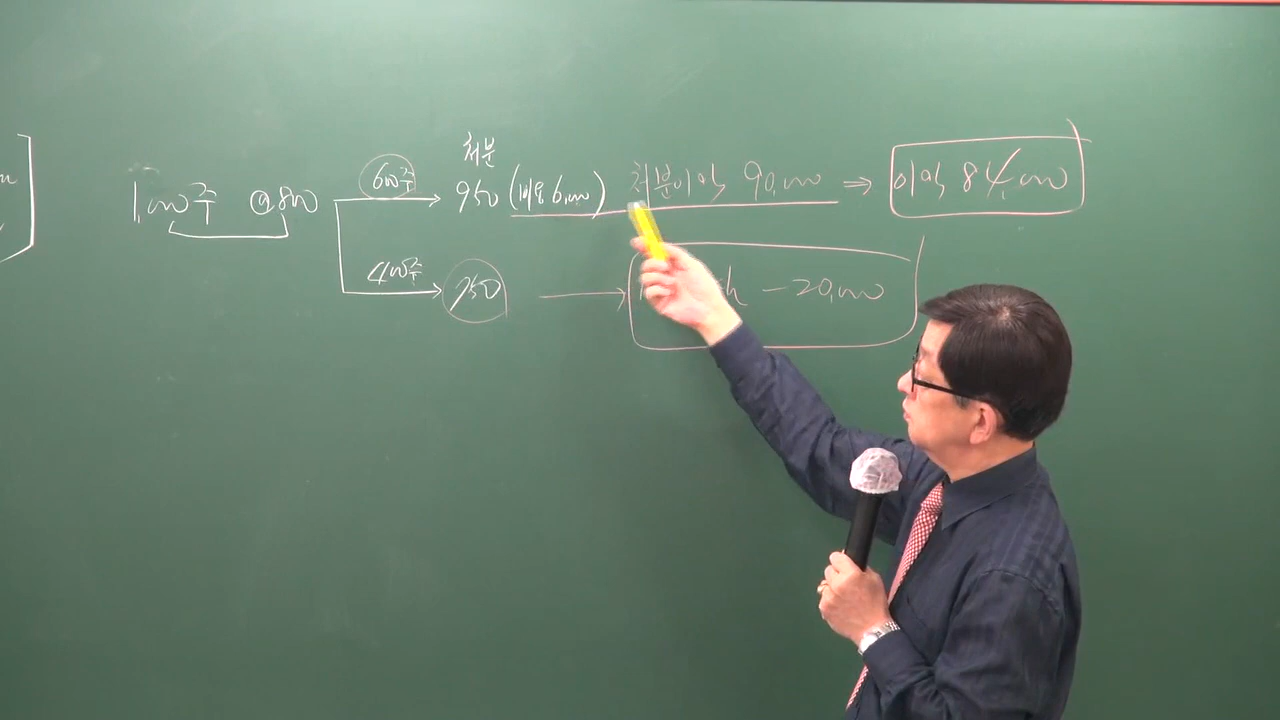 처분
1,000주 @800 600주 950 (비용 6,000) 처분이익 90,000 ⇒ 이익 84,000
400주 750 → -20,000